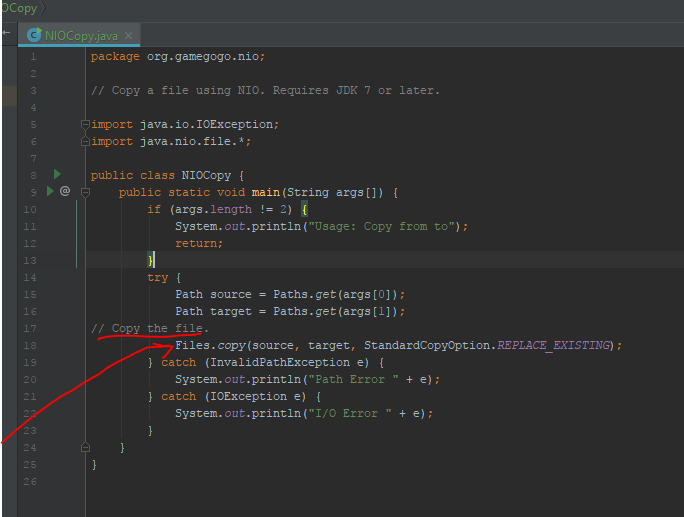 OCopy
NIOCopy.java
1 package org.gamegogo.nio;
2
3 // Copy a file using NIO. Requires JDK 7 or later.
4
5 import java.io.IOException;
6 import java.nio.file.*;
7
8 public class NIOCopy {
9 @ public static void main(String args[]) {
10 if (args.length != 2) {
11 System.out.println("Usage: Copy from to");
12 return;
13 }
14 try {
15 Path source = Paths.get(args[0]);
16 Path target = Paths.get(args[1]);
17 // Copy the file.
18 Files.copy(source, target, StandardCopyOption.REPLACE_EXISTING);
19 } catch (InvalidPathException e) {
20 System.out.println("Path Error " + e);
21 } catch (IOException e) {
22 System.out.println("I/O Error " + e);
23 }
24 }
25 }
26